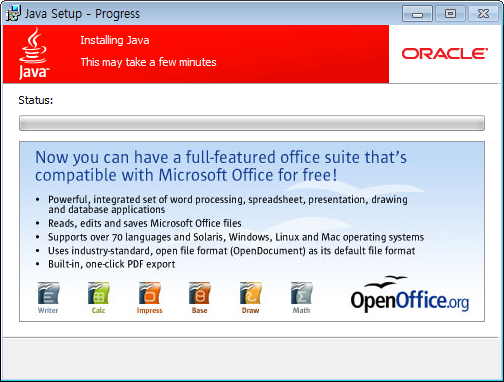 Java Setup - Progress
Installing Java
This may take a few minutes
Java™
ORACLE
Status:
Now you can have a full-featured office suite that's
compatible with Microsoft Office for free!
• Powerful, integrated set of word processing, spreadsheet, presentation, drawing
and database applications
• Reads, edits and saves Microsoft Office files
• Supports over 70 languages and Solaris, Windows, Linux and Mac operating systems
• Uses industry-standard, open file format (OpenDocument) as its default file format
• Built-in, one-click PDF export
Writer Calc Impress Base Draw Math
OpenOffice.org